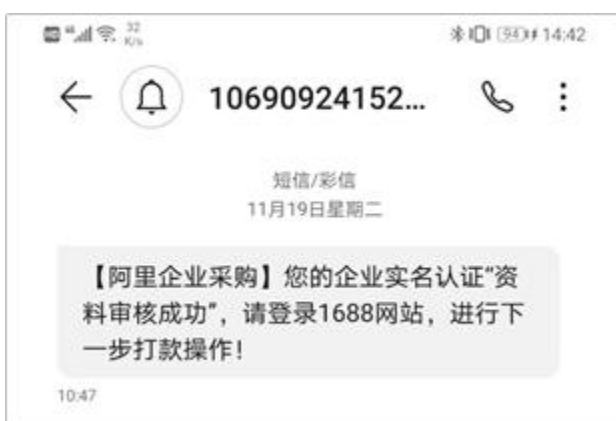 32
K/s
94
14:42
10690924152...
短信/彩信
11月19日星期二
【阿里企业采购】您的企业实名认证“资
料审核成功”，请登录1688网站，进行下
一步打款操作！
10:47